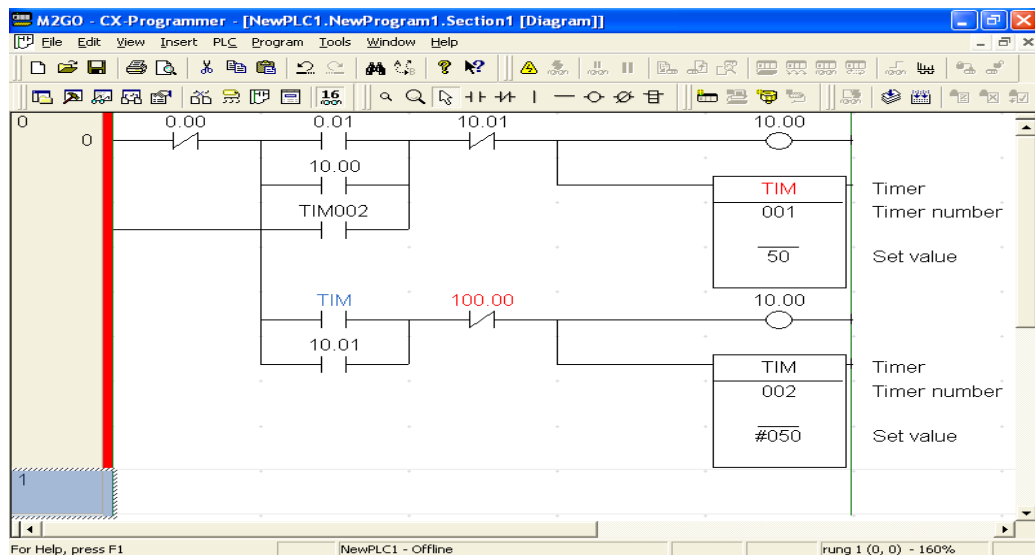 M2GO - CX-Programmer - [NewPLC1.NewProgram1.Section1 [Diagram]]
File Edit View Insert PLC Program Tools Window Help
16
0 0.00 0.01 10.01 10.00
0
10.00
TIM Timer
TIM002 001 Timer number
50 Set value
TIM 100.00 10.00
10.01
TIM Timer
002 Timer number
#050 Set value
1
For Help, press F1 NewPLC1 - Offline rung 1 (0, 0) - 160%